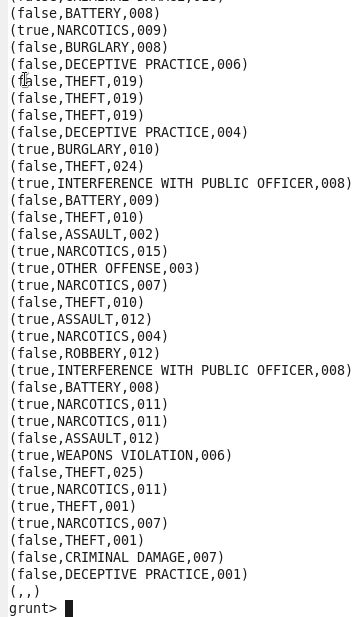 (false,BATTERY,008)
(true,NARCOTICS,009)
(false,BURGLARY,008)
(false,DECEPTIVE PRACTICE,006)
(false,THEFT,019)
(false,THEFT,019)
(false,THEFT,019)
(false,DECEPTIVE PRACTICE,004)
(true,BURGLARY,010)
(false,THEFT,024)
(true,INTERFERENCE WITH PUBLIC OFFICER,008)
(false,BATTERY,009)
(false,THEFT,010)
(false,ASSAULT,002)
(true,NARCOTICS,015)
(true,OTHER OFFENSE,003)
(true,NARCOTICS,007)
(false,THEFT,010)
(true,ASSAULT,012)
(true,NARCOTICS,004)
(false,ROBBERY,012)
(true,INTERFERENCE WITH PUBLIC OFFICER,008)
(false,BATTERY,008)
(true,NARCOTICS,011)
(true,NARCOTICS,011)
(false,ASSAULT,012)
(true,WEAPONS VIOLATION,006)
(false,THEFT,025)
(true,NARCOTICS,011)
(true,THEFT,001)
(true,NARCOTICS,007)
(false,THEFT,001)
(false,CRIMINAL DAMAGE,007)
(false,DECEPTIVE PRACTICE,001)
(,,)
grunt>